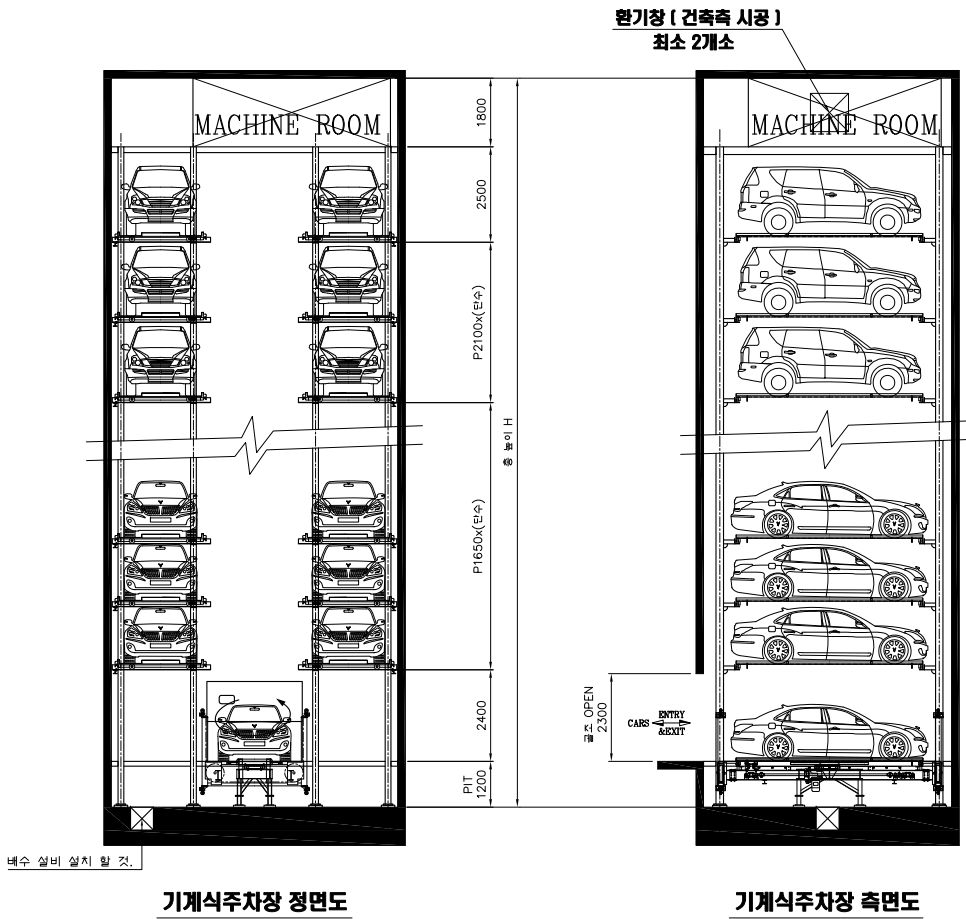 환기창 ( 건축측 시공 )
최소 2개소
MACHINE ROOM
1800
2500
P2100x(단수)
P1650x(단수)
2400
PIT
1200
총 높이 H
MACHINE ROOM
골조 OPEN
2300
CARS
ENTRY
&EXIT
배수 설비 설치 할 것.
기계식주차장 정면도
기계식주차장 측면도